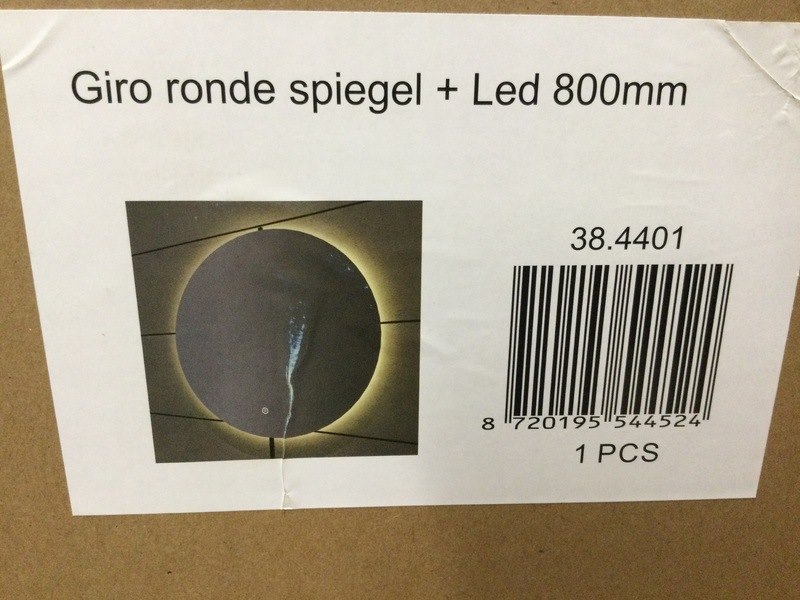 Giro ronde spiegel + Led 800mm
38.4401
8 720195 544524
1 PCS